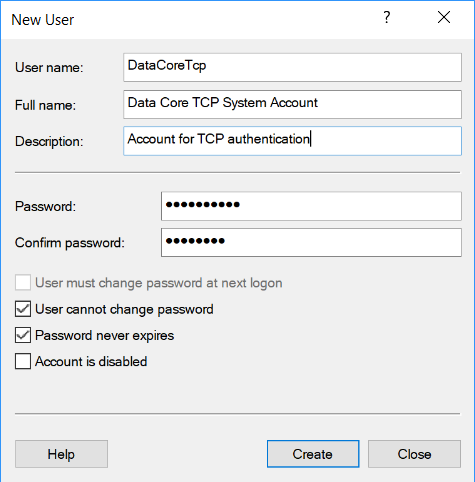 New User
?
User name: DataCoreTcp
Full name: Data Core TCP System Account
Description: Account for TCP authentication
Password: ●●●●●●●●●●
Confirm password: ●●●●●●●●
User must change password at next logon
User cannot change password
Password never expires
Account is disabled
Help Create Close